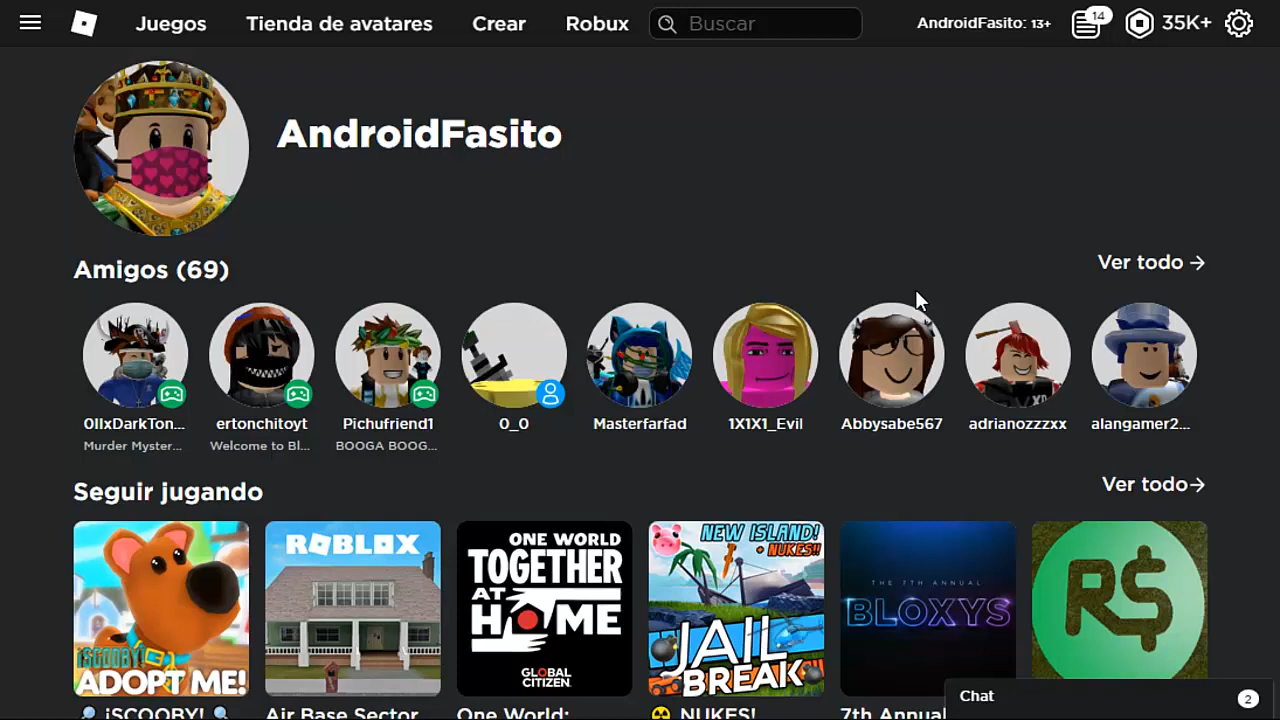 Juegos Tienda de avatares Crear Robux Buscar AndroidFasito: 13+ 14 35K+
AndroidFasito
Amigos (69) Ver todo →
0IIxDarkTon... ertonchitoyt Pichufriend1 0_0 Masterfarfad 1X1X1_Evil Abbysabe567 adrianozzzxx alangamer2...
Murder Myster... Welcome to Bl... BOOGA BOOG...
Seguir jugando Ver todo→
¡SCOOBY!
ADOPT ME!
ROBLOX
ONE WORLD
TOGETHER
AT
HOME
GLOBAL
CITIZEN
NEW ISLAND!
+ NUKES!!
JAIL
BREAK
THE 7TH ANNUAL
BLOXYS
R$
🔎 ¡SCOOBY! 🔍 Air Base Sector One World: ☢ NUKES! 7th Annual
Chat 2